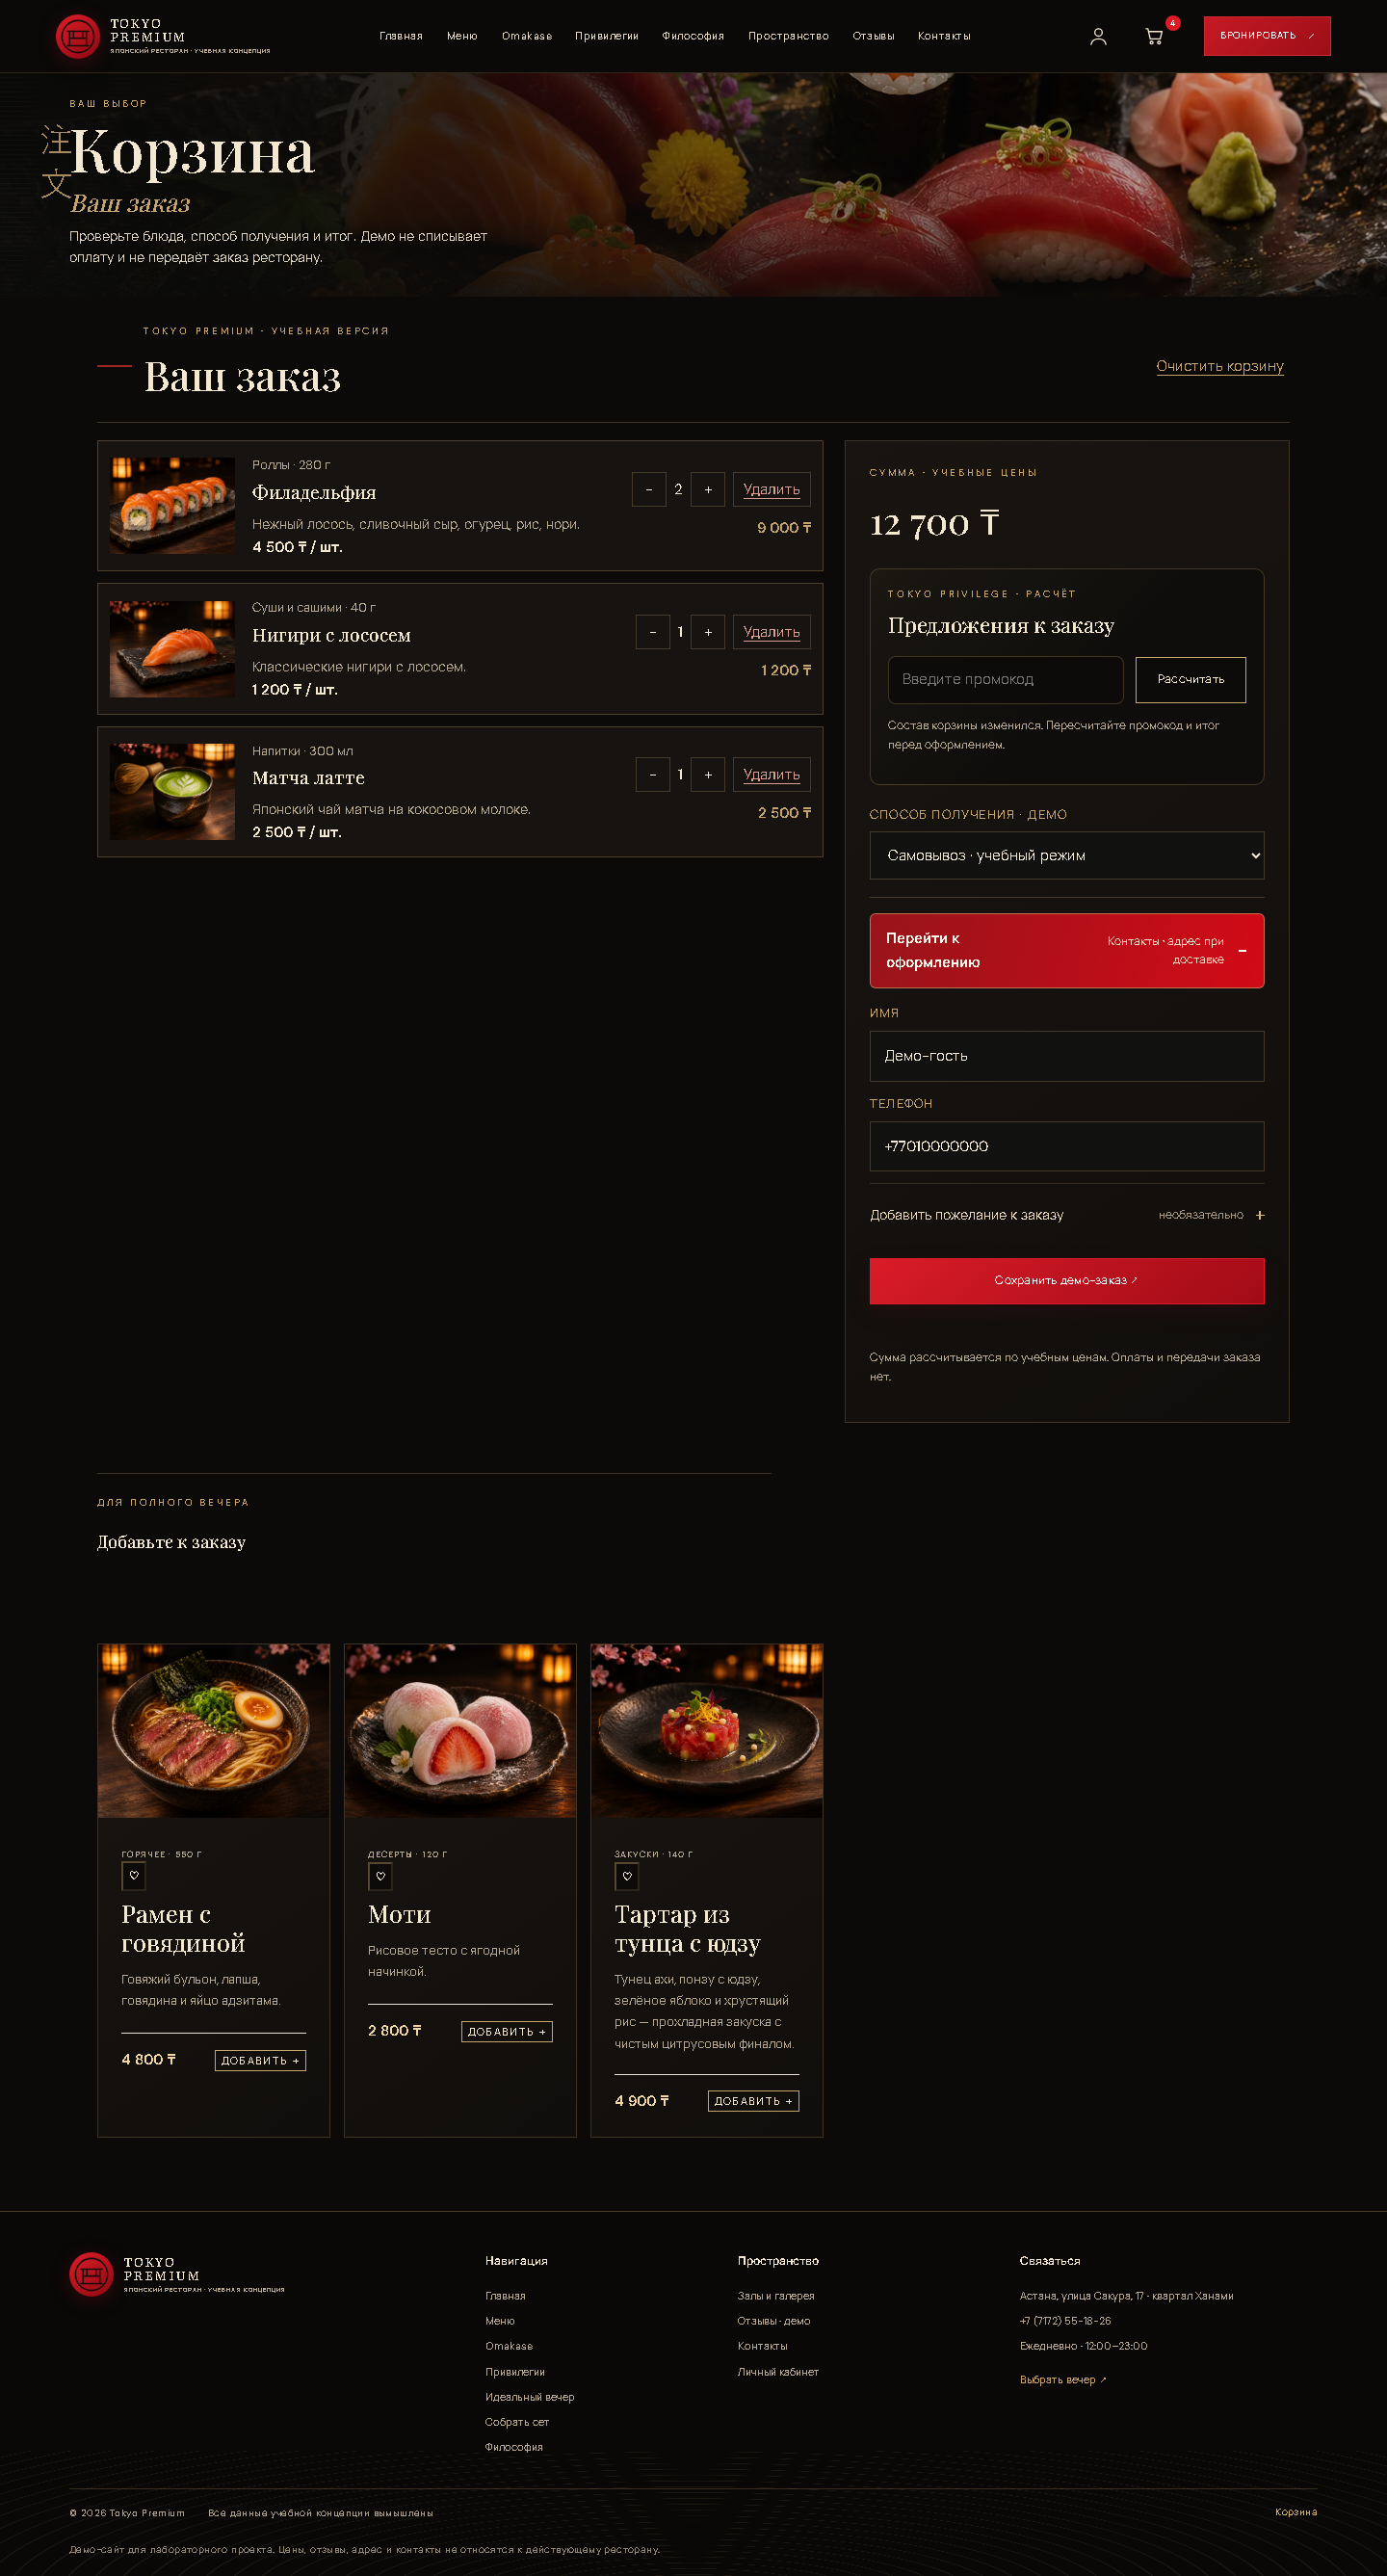 TOKYO
PREMIUM
ЯПОНСКИЙ РЕСТОРАН · УЧЕБНАЯ КОНЦЕПЦИЯ
Главная Меню Omakase Привилегии Философия Пространство Отзывы Контакты
4
БРОНИРОВАТЬ ↗
ВАШ ВЫБОР
注文
Корзина
Ваш заказ
Проверьте блюда, способ получения и итог. Демо не списывает
оплату и не передаёт заказ ресторану.
TOKYO PREMIUM · УЧЕБНАЯ ВЕРСИЯ
Ваш заказ
Очистить корзину
Роллы · 280 г
Филадельфия
Нежный лосось, сливочный сыр, огурец, рис, нори.
4 500 ₸ / шт.
− 2 + Удалить
9 000 ₸
Суши и сашими · 40 г
Нигири с лососем
Классические нигири с лососем.
1 200 ₸ / шт.
− 1 + Удалить
1 200 ₸
Напитки · 300 мл
Матча латте
Японский чай матча на кокосовом молоке.
2 500 ₸ / шт.
− 1 + Удалить
2 500 ₸
СУММА · УЧЕБНЫЕ ЦЕНЫ
12 700 ₸
TOKYO PRIVILEGE · РАСЧЁТ
Предложения к заказу
Введите промокод
Рассчитать
Состав корзины изменился. Пересчитайте промокод и итог
перед оформлением.
СПОСОБ ПОЛУЧЕНИЯ · ДЕМО
Самовывоз · учебный режим
Перейти к
оформлению
Контакты · адрес при
доставке
−
ИМЯ
Демо-гость
ТЕЛЕФОН
+77010000000
Добавить пожелание к заказу необязательно +
Сохранить демо-заказ ↗
Сумма рассчитывается по учебным ценам. Оплаты и передачи заказа
нет.
ДЛЯ ПОЛНОГО ВЕЧЕРА
Добавьте к заказу
ГОРЯЧЕЕ · 550 Г
Рамен с
говядиной
Говяжий бульон, лапша,
говядина и яйцо адзитама.
4 800 ₸ ДОБАВИТЬ +
ДЕСЕРТЫ · 120 Г
Моти
Рисовое тесто с ягодной
начинкой.
2 800 ₸ ДОБАВИТЬ +
ЗАКУСКИ · 140 Г
Тартар из
тунца с юдзу
Тунец ахи, понзу с юдзу,
зелёное яблоко и хрустящий
рис — прохладная закуска с
чистым цитрусовым финалом.
4 900 ₸ ДОБАВИТЬ +
TOKYO
PREMIUM
ЯПОНСКИЙ РЕСТОРАН · УЧЕБНАЯ КОНЦЕПЦИЯ
Навигация
Главная
Меню
Omakase
Привилегии
Идеальный вечер
Собрать сет
Философия
Пространство
Залы и галерея
Отзывы · демо
Контакты
Личный кабинет
Связаться
Астана, улица Сакура, 17 · квартал Ханами
+7 (7172) 55-18-26
Ежедневно · 12:00–23:00
Выбрать вечер ↗
© 2026 Tokyo Premium Все данные учебной концепции вымышлены
Корзина
Демо-сайт для лабораторного проекта. Цены, отзывы, адрес и контакты не относятся к действующему ресторану.